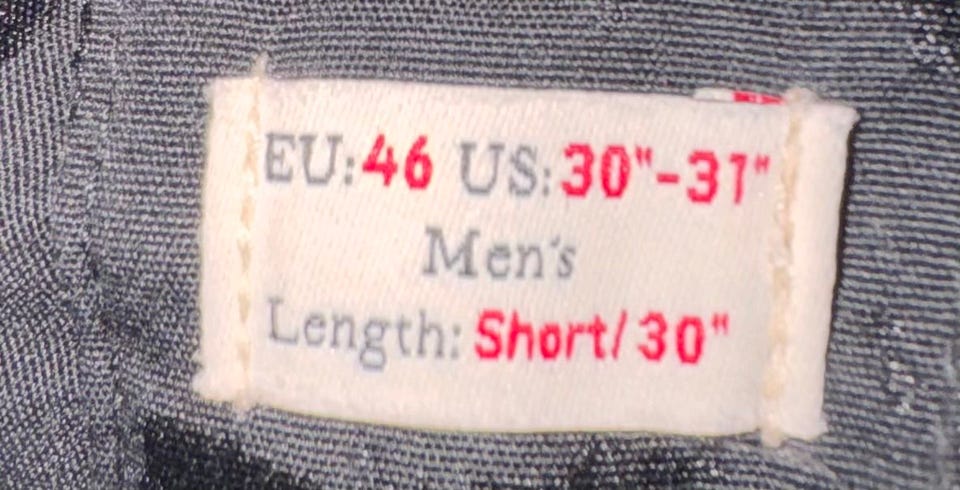 EU: 46 US: 30"-31"
Men's
Length: Short/30"